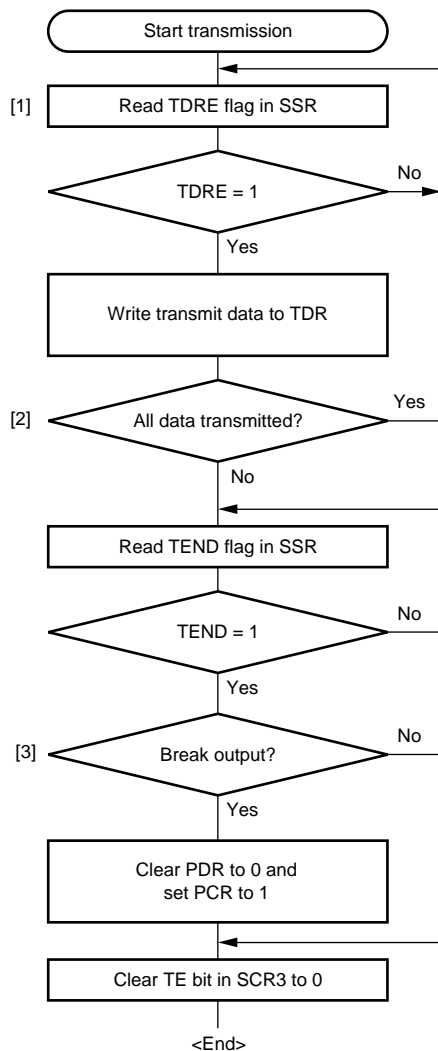 Start transmission
[1]
Read TDRE flag in SSR
No
TDRE = 1
Yes
Write transmit data to TDR
[2]
All data transmitted?
Yes
No
Read TEND flag in SSR
No
TEND = 1
Yes
[3]
Break output?
No
Yes
Clear PDR to 0 and
set PCR to 1
Clear TE bit in SCR3 to 0
<End>